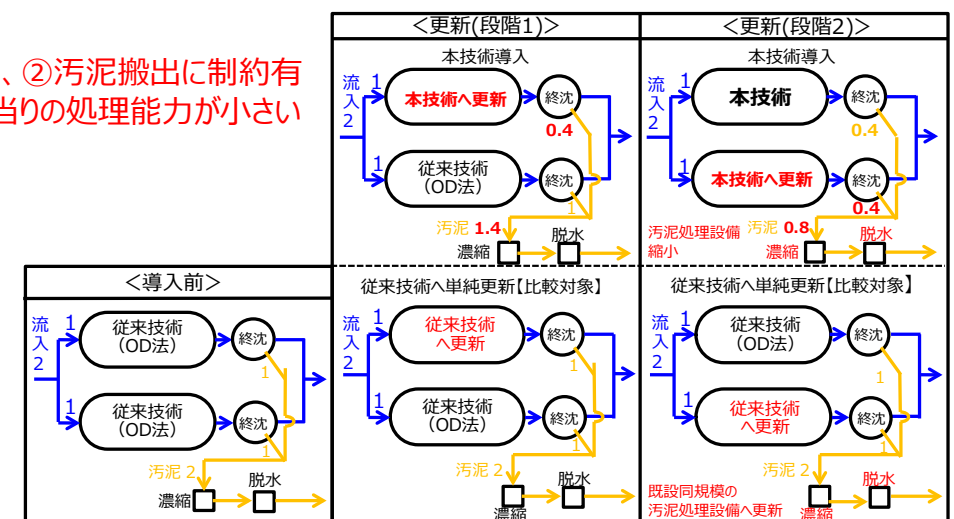 、②汚泥搬出に制約有
当りの処理能力が小さい
＜更新(段階1)＞
本技術導入
流入
2
1
本技術へ更新
終沈
0.4
1
従来技術
（OD法）
終沈
1
汚泥 1.4
濃縮
脱水
＜更新(段階2)＞
本技術導入
流入
2
1
本技術
終沈
0.4
1
本技術へ更新
終沈
0.4
汚泥処理設備
縮小
汚泥 0.8
濃縮
脱水
＜導入前＞
流入
2
1
従来技術
（OD法）
終沈
1
1
従来技術
（OD法）
終沈
1
汚泥 2
濃縮
脱水
従来技術へ単純更新【比較対象】
流入
2
1
従来技術
へ更新
終沈
1
1
従来技術
（OD法）
終沈
1
汚泥 2
濃縮
脱水
従来技術へ単純更新【比較対象】
流入
2
1
従来技術
（OD法）
終沈
1
1
従来技術
へ更新
終沈
1
汚泥 2
既設同規模の
汚泥処理設備へ更新
濃縮
脱水